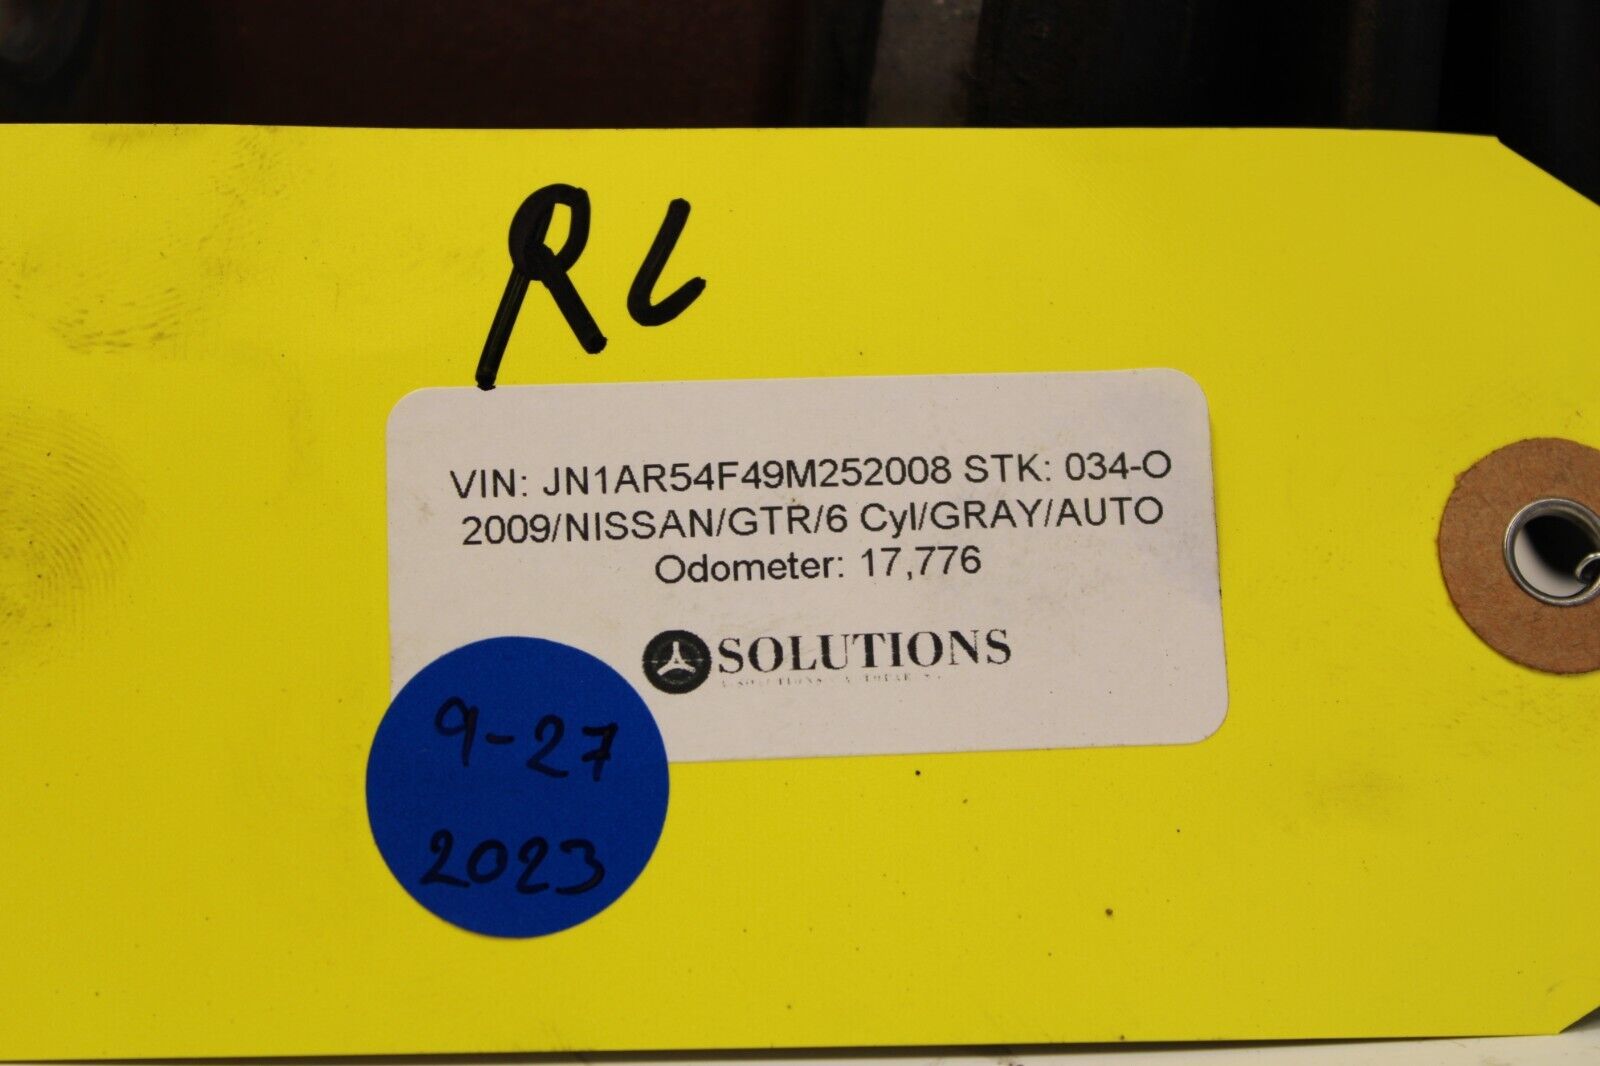 RL
VIN: JN1AR54F49M252008 STK: 034-O
2009/NISSAN/GTR/6 Cyl/GRAY/AUTO
Odometer: 17,776
SOLUTIONS
9-27
2023